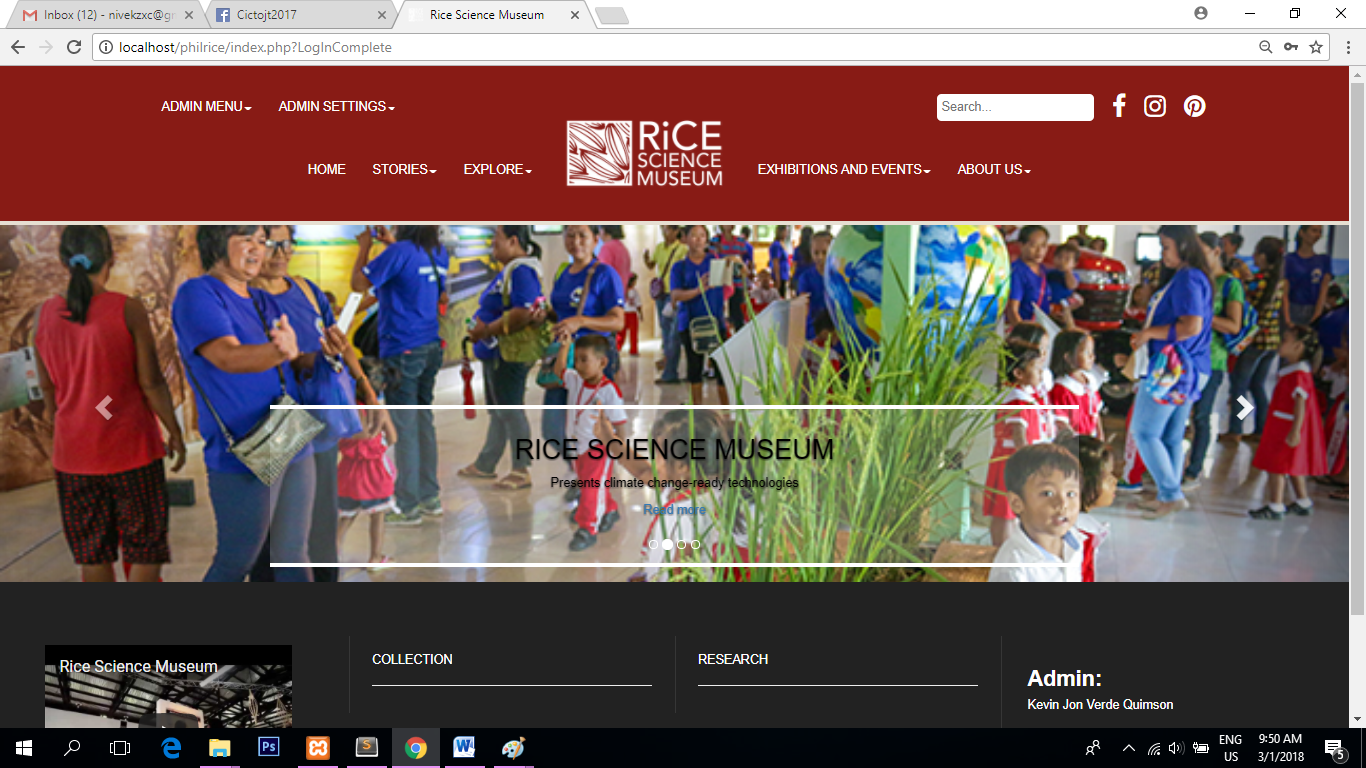 Inbox (12) - nivekzxc@gr
Cictojt2017
Rice Science Museum
localhost/philrice/index.php?LogInComplete
ADMIN MENU
ADMIN SETTINGS
Search...
HOME
STORIES
EXPLORE
RiCE
SCIENCE
MUSEUM
EXHIBITIONS AND EVENTS
ABOUT US
RICE SCIENCE MUSEUM
Presents climate change-ready technologies
Read more
Rice Science Museum
COLLECTION
RESEARCH
Admin:
Kevin Jon Verde Quimson
Ps
ENG
US
9:50 AM
3/1/2018
5